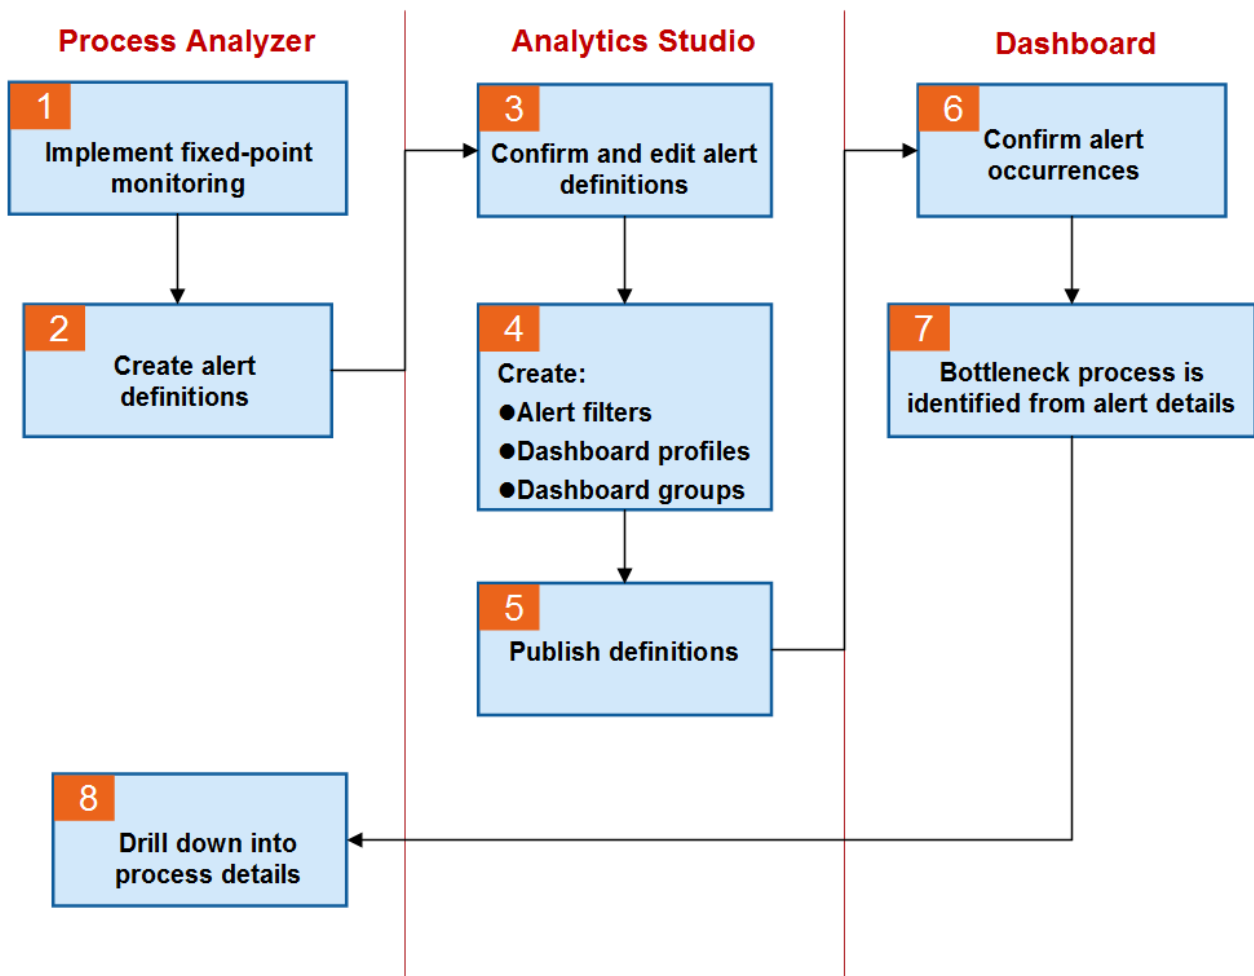 Process Analyzer
Analytics Studio
Dashboard
1
Implement fixed-point
monitoring
2
Create alert
definitions
3
Confirm and edit alert
definitions
4
Create:
●Alert filters
●Dashboard profiles
●Dashboard groups
5
Publish definitions
6
Confirm alert
occurrences
7
Bottleneck process is
identified from alert details
8
Drill down into
process details